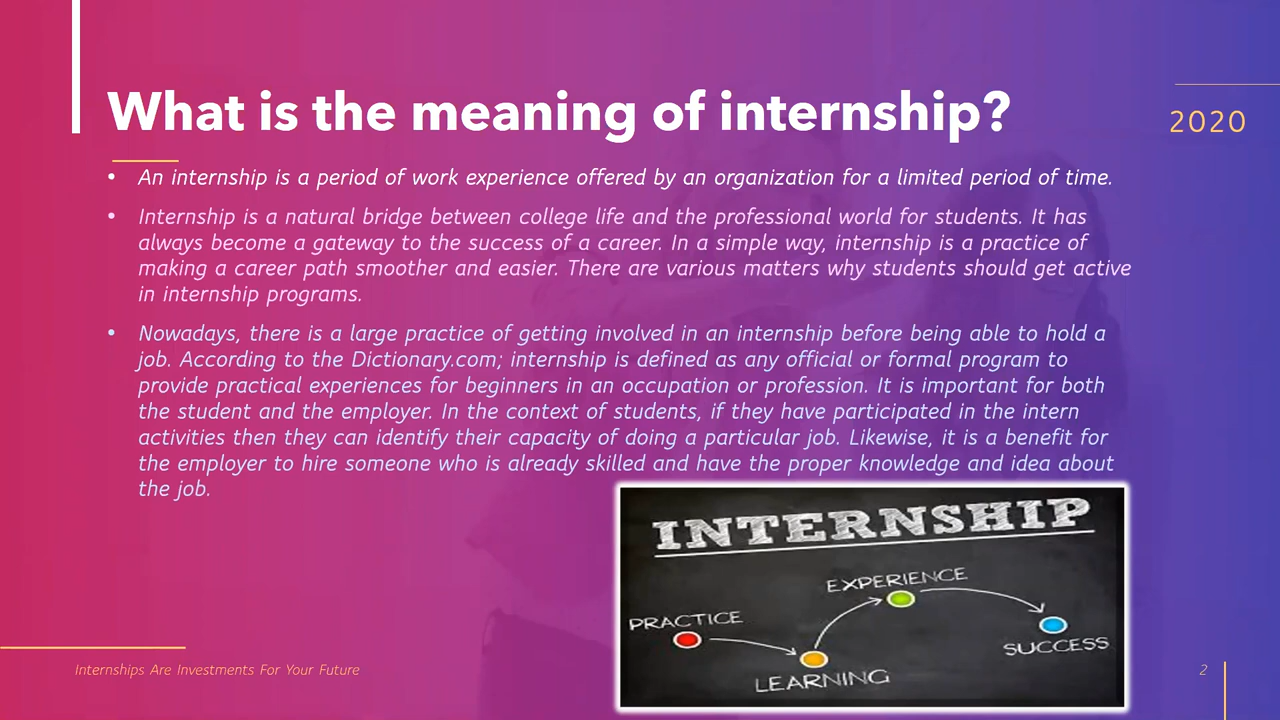 What is the meaning of internship?
2020
• An internship is a period of work experience offered by an organization for a limited period of time.
• Internship is a natural bridge between college life and the professional world for students. It has
always become a gateway to the success of a career. In a simple way, internship is a practice of
making a career path smoother and easier. There are various matters why students should get active
in internship programs.
• Nowadays, there is a large practice of getting involved in an internship before being able to hold a
job. According to the Dictionary.com; internship is defined as any official or formal program to
provide practical experiences for beginners in an occupation or profession. It is important for both
the student and the employer. In the context of students, if they have participated in the intern
activities then they can identify their capacity of doing a particular job. Likewise, it is a benefit for
the employer to hire someone who is already skilled and have the proper knowledge and idea about
the job.
INTERNSHIP
PRACTICE
LEARNING
EXPERIENCE
SUCCESS
Internships Are Investments For Your Future
2